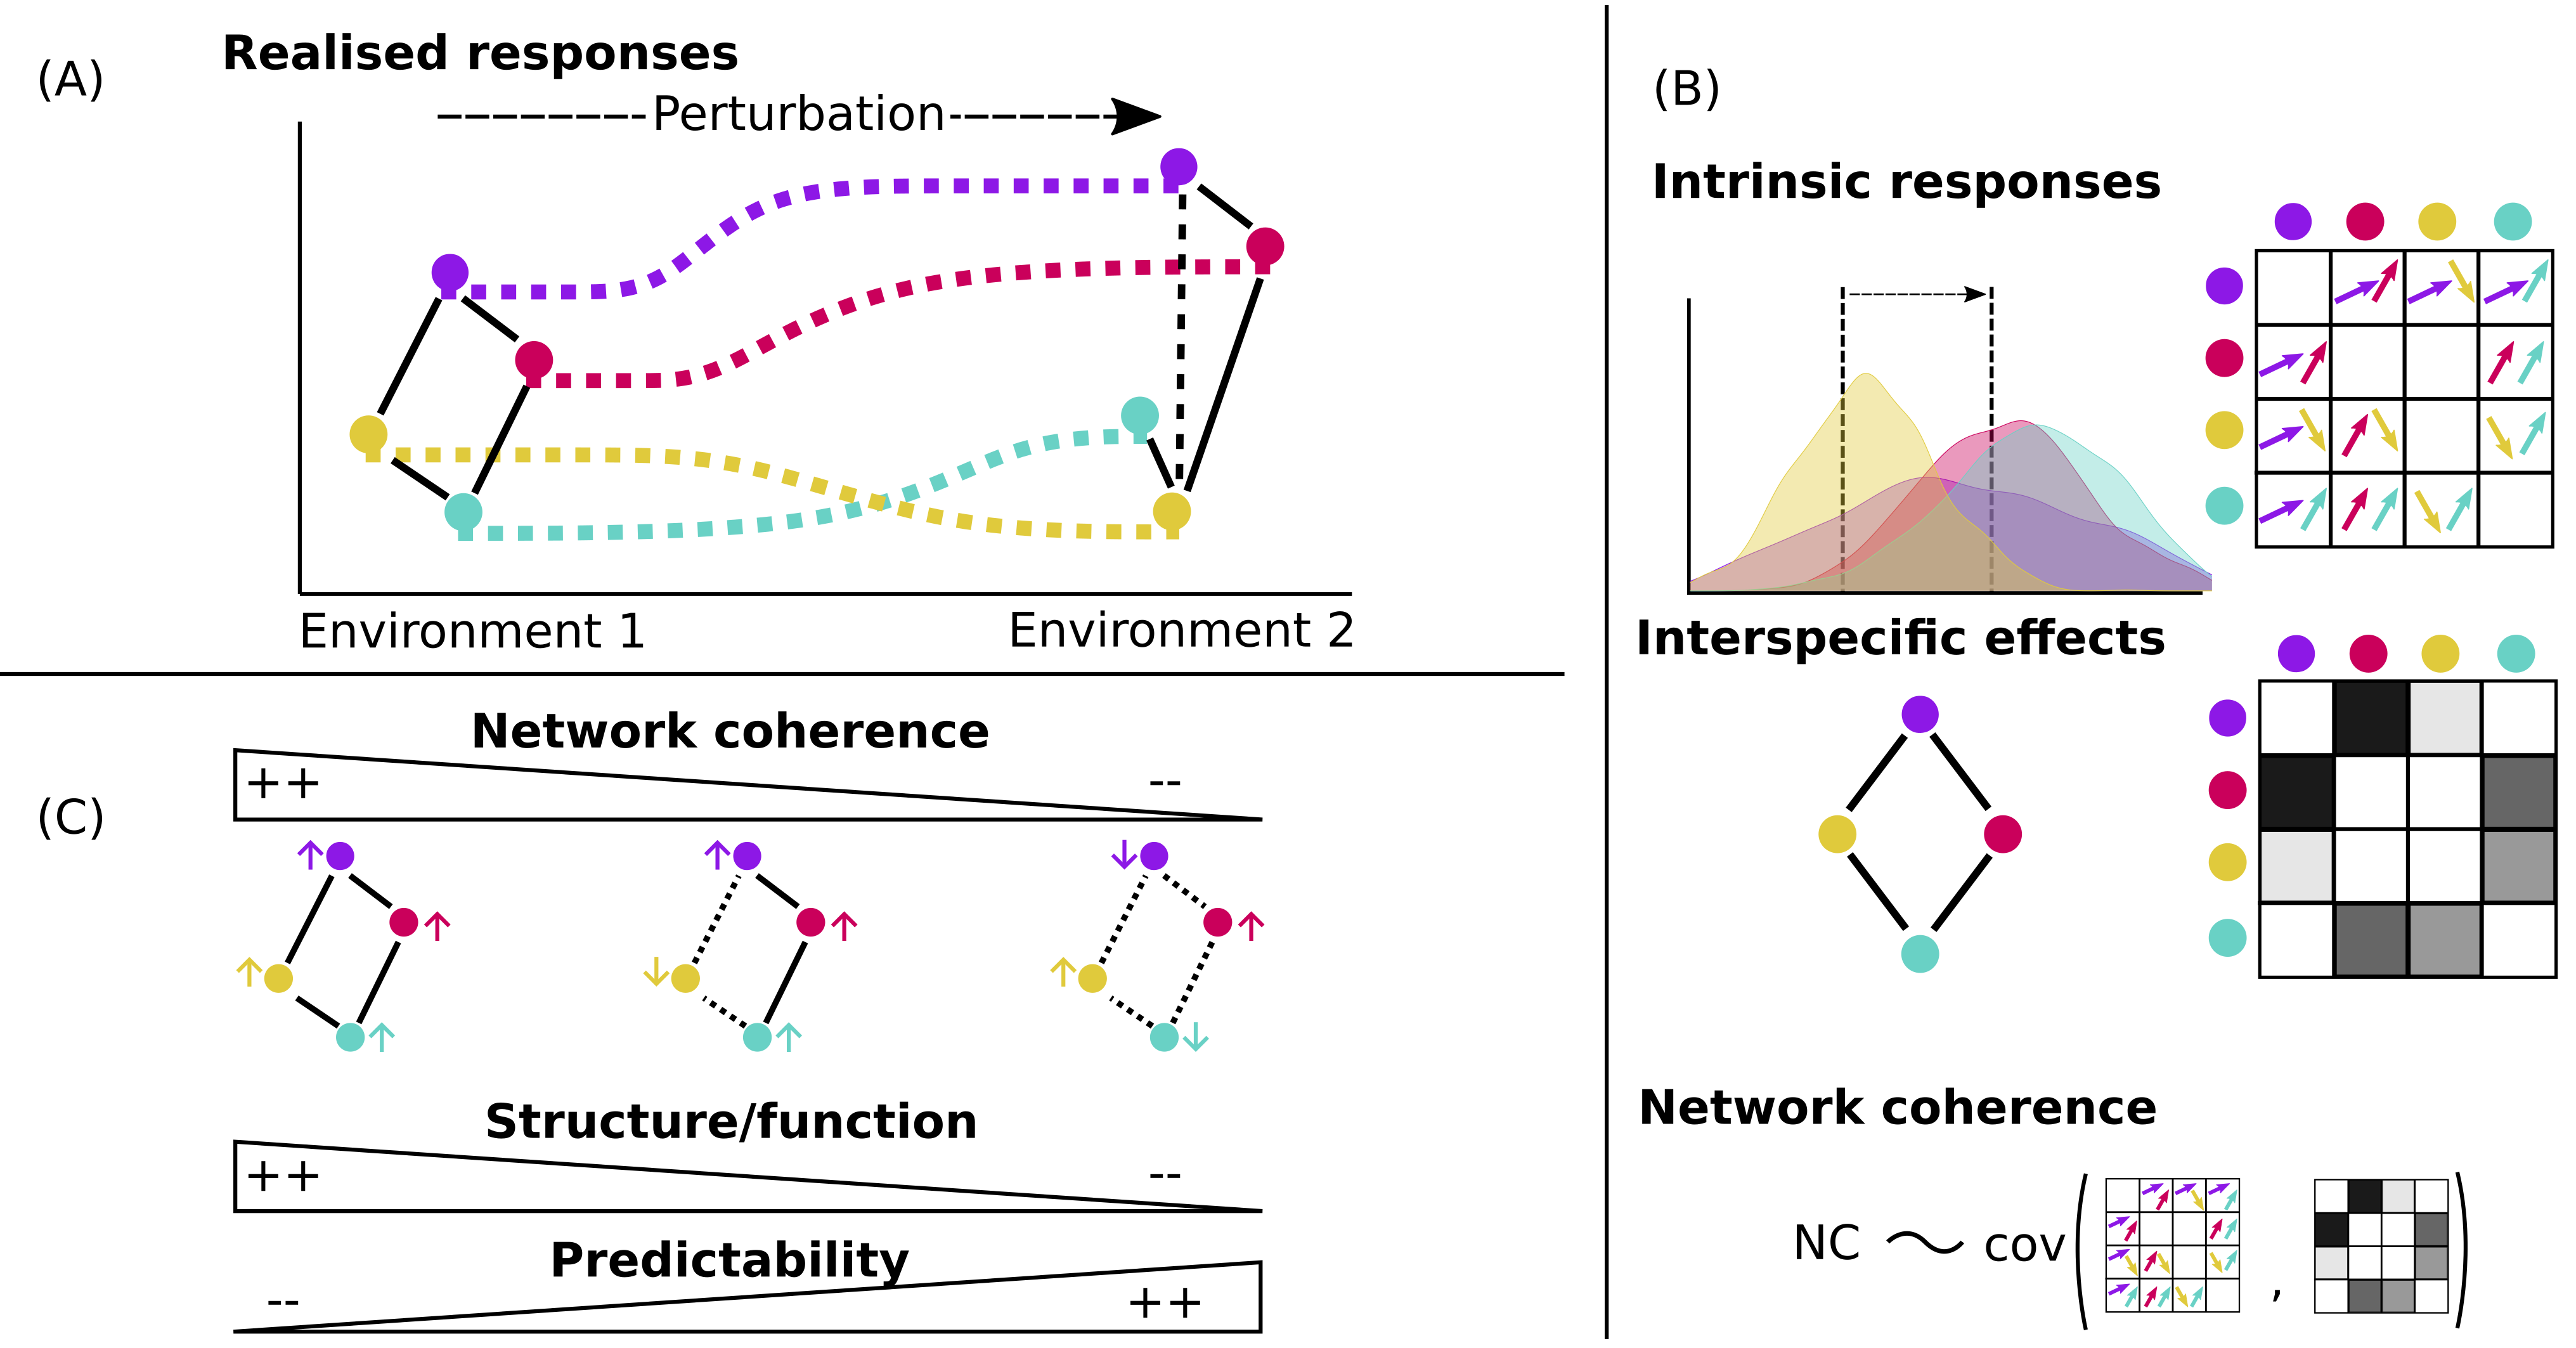 (A)
Realised responses
Perturbation
Environment 1
Environment 2
(B)
Intrinsic responses
Interspecific effects
Network coherence
NC ~ cov ( , )
(C)
Network coherence
++
--
Structure/function
++
--
Predictability
--
++